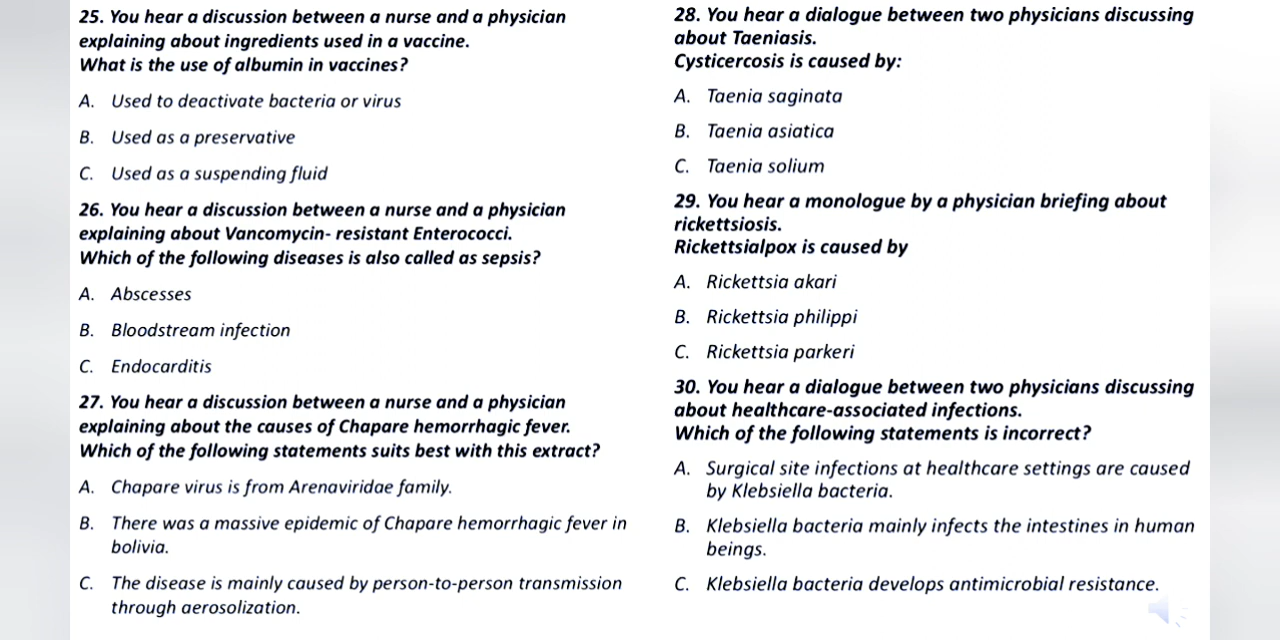 25. You hear a discussion between a nurse and a physician
explaining about ingredients used in a vaccine.
What is the use of albumin in vaccines?
A. Used to deactivate bacteria or virus
B. Used as a preservative
C. Used as a suspending fluid
26. You hear a discussion between a nurse and a physician
explaining about Vancomycin- resistant Enterococci.
Which of the following diseases is also called as sepsis?
A. Abscesses
B. Bloodstream infection
C. Endocarditis
27. You hear a discussion between a nurse and a physician
explaining about the causes of Chapare hemorrhagic fever.
Which of the following statements suits best with this extract?
A. Chapare virus is from Arenaviridae family.
B. There was a massive epidemic of Chapare hemorrhagic fever in
bolivia.
C. The disease is mainly caused by person-to-person transmission
through aerosolization.
28. You hear a dialogue between two physicians discussing
about Taeniasis.
Cysticercosis is caused by:
A. Taenia saginata
B. Taenia asiatica
C. Taenia solium
29. You hear a monologue by a physician briefing about
rickettsiosis.
Rickettsialpox is caused by
A. Rickettsia akari
B. Rickettsia philippi
C. Rickettsia parkeri
30. You hear a dialogue between two physicians discussing
about healthcare-associated infections.
Which of the following statements is incorrect?
A. Surgical site infections at healthcare settings are caused
by Klebsiella bacteria.
B. Klebsiella bacteria mainly infects the intestines in human
beings.
C. Klebsiella bacteria develops antimicrobial resistance.